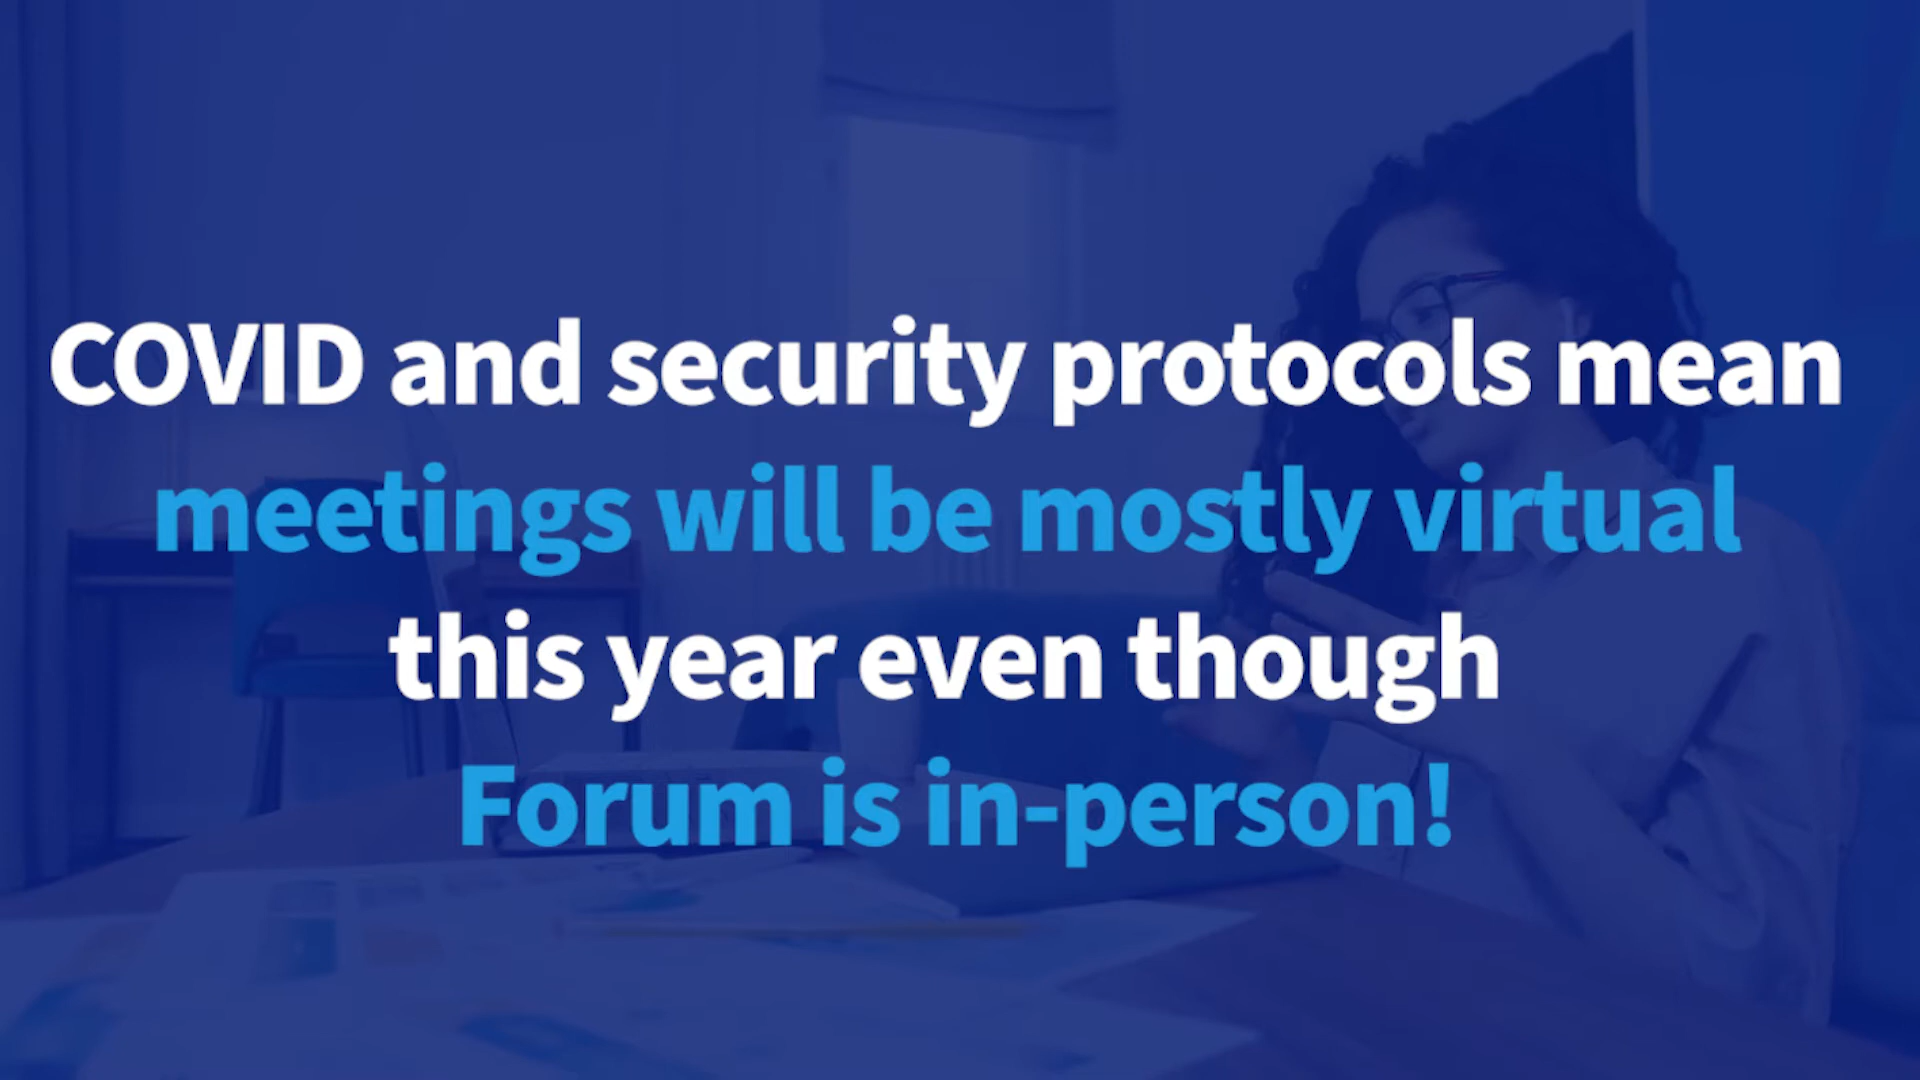 COVID and security protocols mean
meetings will be mostly virtual
this year even though
Forum is in-person!